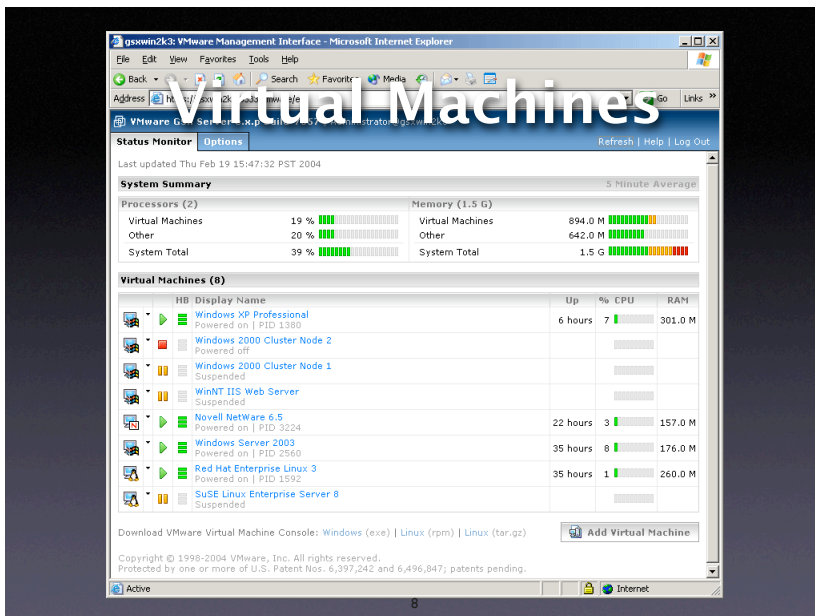 gsxwin2k3: VMware Management Interface - Microsoft Internet Explorer
File Edit View Favorites Tools Help
Back Search Favorites Media
Address Go Links »
Virtual Machines
VMware
Status Monitor Options Refresh | Help | Log Out
Last updated Thu Feb 19 15:47:32 PST 2004
System Summary 5 Minute Average
Processors (2) Memory (1.5 G)
Virtual Machines 19 % Virtual Machines 894.0 M
Other 20 % Other 642.0 M
System Total 39 % System Total 1.5 G
Virtual Machines (8)
HB Display Name Up % CPU RAM
Windows XP Professional
Powered on | PID 1380 6 hours 7 301.0 M
Windows 2000 Cluster Node 2
Powered off
Windows 2000 Cluster Node 1
Suspended
WinNT IIS Web Server
Suspended
Novell NetWare 6.5
Powered on | PID 3224 22 hours 3 157.0 M
Windows Server 2003
Powered on | PID 2560 35 hours 8 176.0 M
Red Hat Enterprise Linux 3
Powered on | PID 1592 35 hours 1 260.0 M
SuSE Linux Enterprise Server 8
Suspended
Download VMware Virtual Machine Console: Windows (exe) | Linux (rpm) | Linux (tar.gz) Add Virtual Machine
Copyright © 1998-2004 VMware, Inc. All rights reserved.
Protected by one or more of U.S. Patent Nos. 6,397,242 and 6,496,847; patents pending.
Active Internet
8